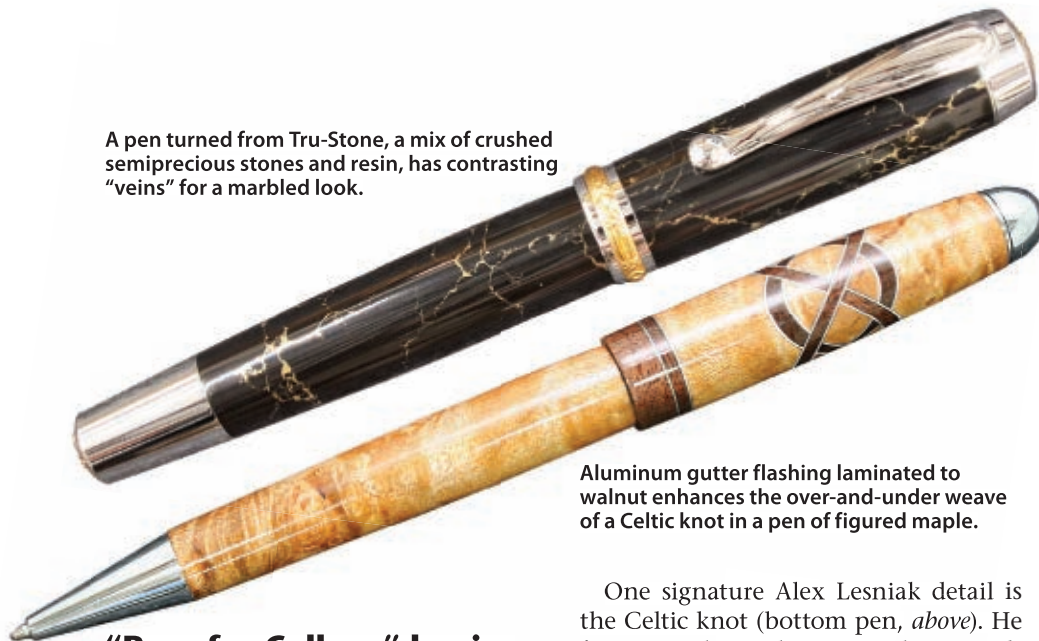 A pen turned from Tru-Stone, a mix of crushed
semiprecious stones and resin, has contrasting
“veins” for a marbled look.
Aluminum gutter flashing laminated to
walnut enhances the over-and-under weave
of a Celtic knot in a pen of figured maple.
One signature Alex Lesniak detail is
the Celtic knot (bottom pen, above). He